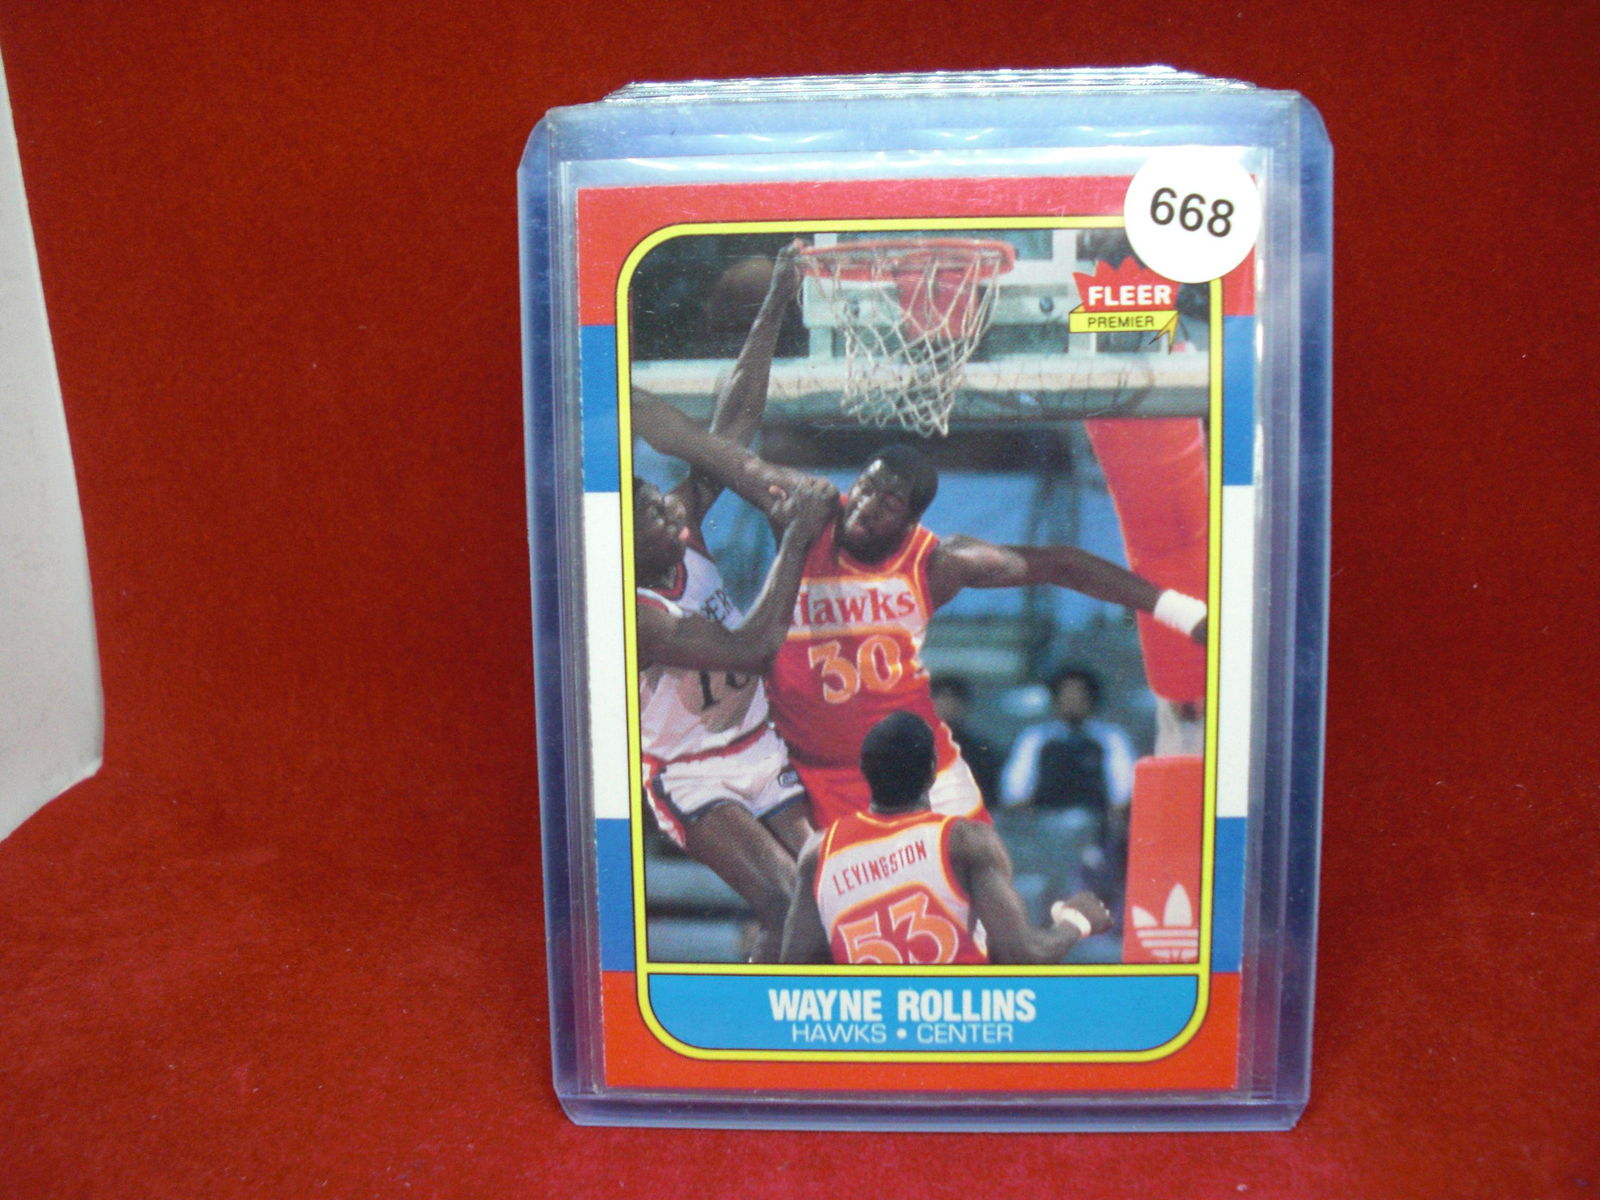 668
FLEER
PREMIER
Hawks
30
LEVINGSTON
53
WAYNE ROLLINS
HAWKS • CENTER